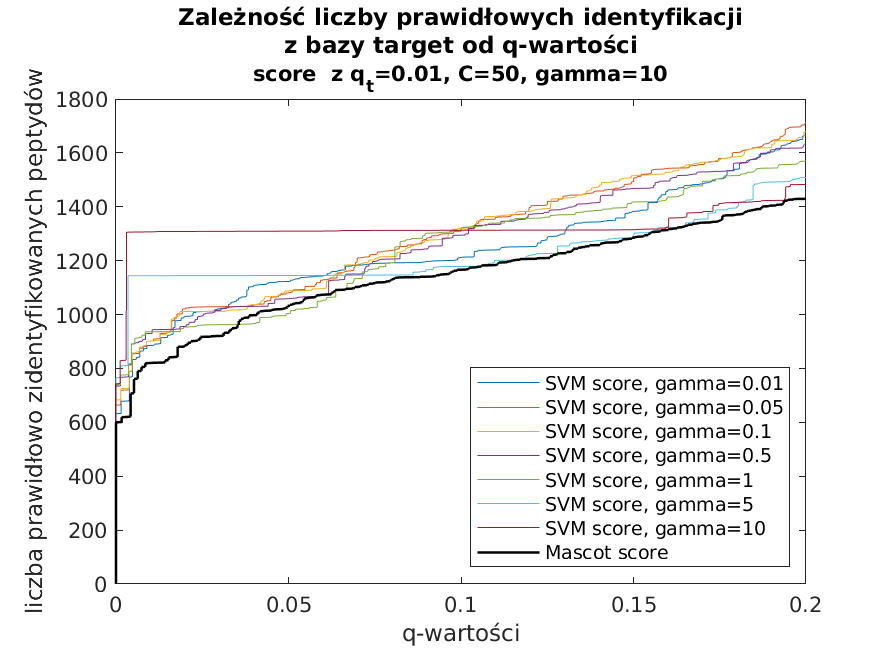 Zależność liczby prawidłowych identyfikacji
z bazy target od q-wartości
score z qt=0.01, C=50, gamma=10
liczba prawidłowo zidentyfikowanych peptydów
1800
1600
1400
1200
1000
800
600
400
200
0
SVM score, gamma=0.01
SVM score, gamma=0.05
SVM score, gamma=0.1
SVM score, gamma=0.5
SVM score, gamma=1
SVM score, gamma=5
SVM score, gamma=10
Mascot score
0 0.05 0.1 0.15 0.2
q-wartości